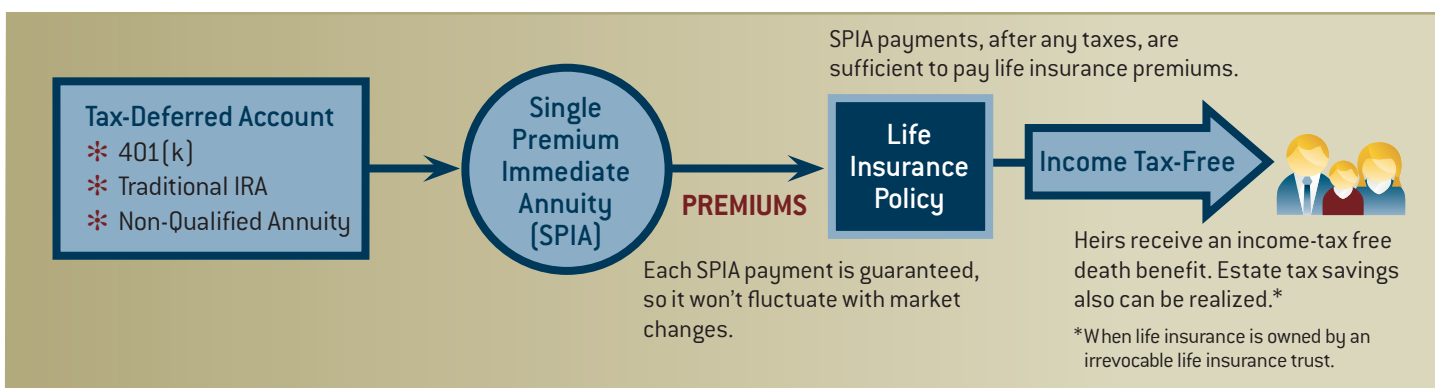 Tax-Deferred Account
* 401(k)
* Traditional IRA
* Non-Qualified Annuity
Single
Premium
Immediate
Annuity
(SPIA)
PREMIUMS
Each SPIA payment is guaranteed,
so it won’t fluctuate with market
changes.
SPIA payments, after any taxes, are
sufficient to pay life insurance premiums.
Life
Insurance
Policy
Income Tax-Free
Heirs receive an income-tax free
death benefit. Estate tax savings
also can be realized.*
*When life insurance is owned by an
irrevocable life insurance trust.